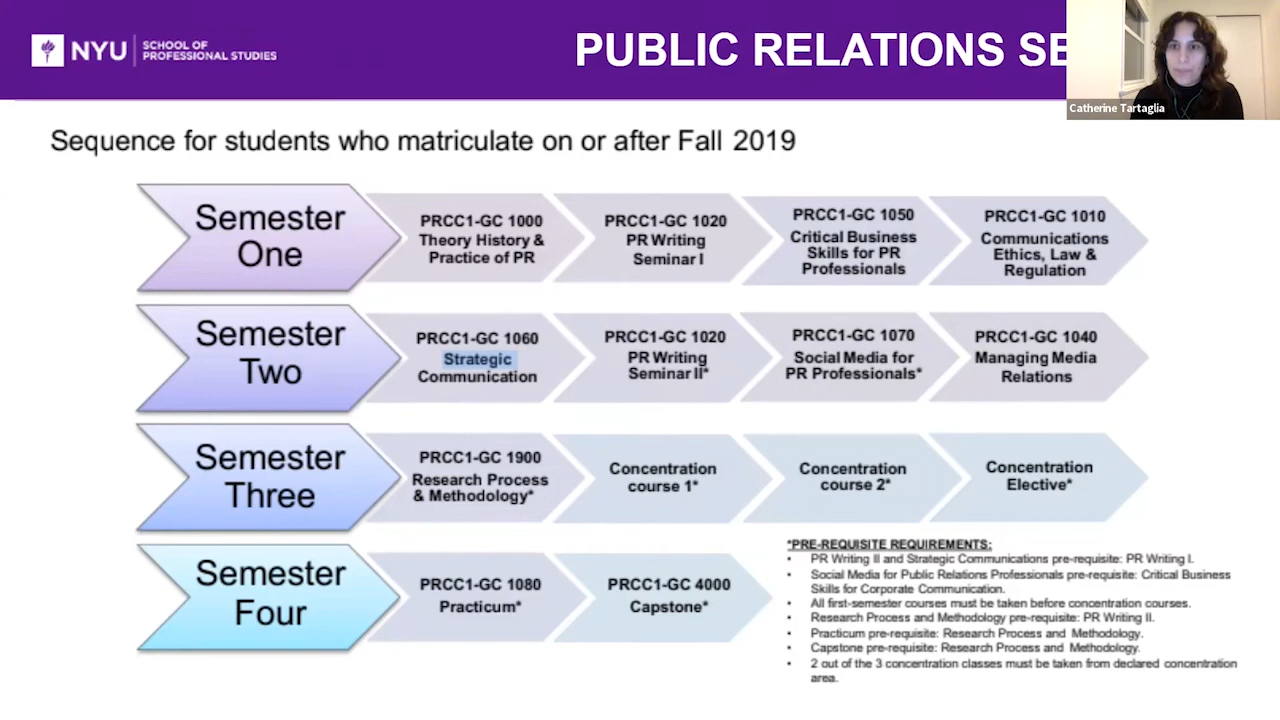 NYU
SCHOOL OF
PROFESSIONAL STUDIES
PUBLIC RELATIONS
Catherine Tartaglia
Sequence for students who matriculate on or after Fall 2019
Semester
One
PRCC1-GC 1000
Theory History &
Practice of PR
PRCC1-GC 1020
PR Writing
Seminar I
PRCC1-GC 1050
Critical Business
Skills for PR
Professionals
PRCC1-GC 1010
Communications
Ethics, Law &
Regulation
Semester
Two
PRCC1-GC 1060
Strategic
Communication
PRCC1-GC 1020
PR Writing
Seminar II*
PRCC1-GC 1070
Social Media for
PR Professionals*
PRCC1-GC 1040
Managing Media
Relations
Semester
Three
PRCC1-GC 1900
Research Process
& Methodology*
Concentration
course 1*
Concentration
course 2*
Concentration
Elective*
Semester
Four
PRCC1-GC 1080
Practicum*
PRCC1-GC 4000
Capstone*
*PRE-REQUISITE REQUIREMENTS:
• PR Writing II and Strategic Communications pre-requisite: PR Writing I.
• Social Media for Public Relations Professionals pre-requisite: Critical Business
Skills for Corporate Communication.
• All first-semester courses must be taken before concentration courses.
• Research Process and Methodology pre-requisite: PR Writing II.
• Practicum pre-requisite: Research Process and Methodology.
• Capstone pre-requisite: Research Process and Methodology.
• 2 out of the 3 concentration classes must be taken from declared concentration
area.